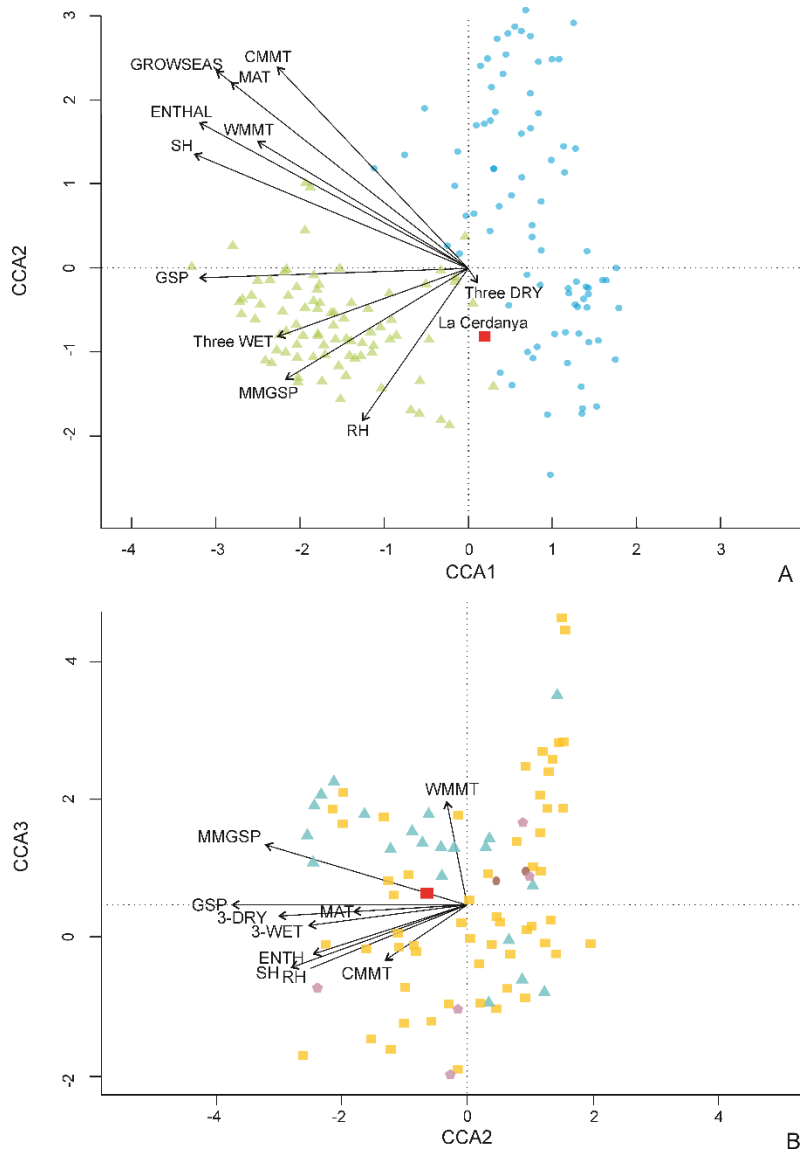 3
CMMT
GROWSEAS
MAT
2
ENTHAL
WMMT
SH
1
CCA2
0
GSP
Three DRY
La Cerdanya
Three WET
-1
MMGSP
RH
-2
-4 -3 -2 -1 0 1 2 3
CCA1
A
4
WMMT
2
MMGSP
CCA3
GSP
MAT
3-DRY
3-WET
0
ENTH
SH RH CMMT
-2
-4 -2 0 2
CCA2
B